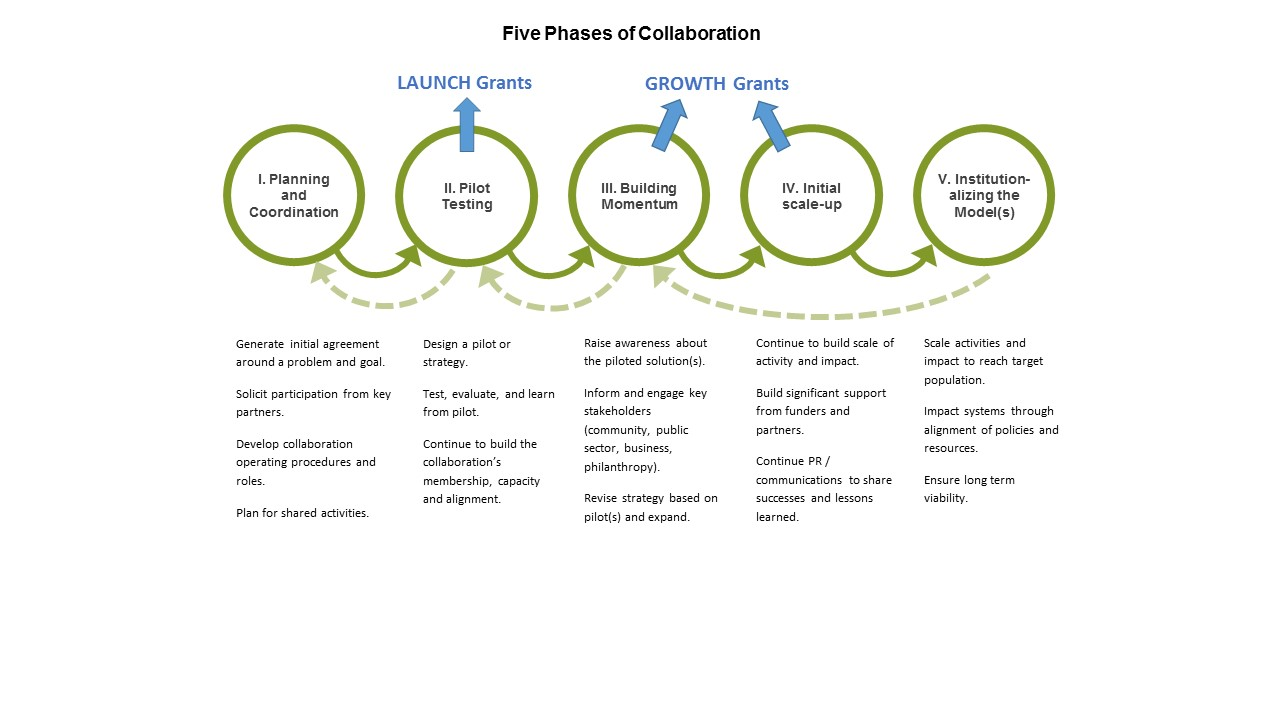 Five Phases of Collaboration
LAUNCH Grants
GROWTH Grants
I. Planning
and
Coordination
II. Pilot
Testing
III. Building
Momentum
IV. Initial
scale-up
V. Institution-
alizing the
Model(s)
Generate initial agreement
around a problem and goal.
Solicit participation from key
partners.
Develop collaboration
operating procedures and
roles.
Plan for shared activities.
Design a pilot or
strategy.
Test, evaluate, and learn
from pilot.
Continue to build the
collaboration’s
membership, capacity
and alignment.
Raise awareness about
the piloted solution(s).
Inform and engage key
stakeholders
(community, public
sector, business,
philanthropy).
Revise strategy based on
pilot(s) and expand.
Continue to build scale of
activity and impact.
Build significant support
from funders and
partners.
Continue PR /
communications to share
successes and lessons
learned.
Scale activities and
impact to reach target
population.
Impact systems through
alignment of policies and
resources.
Ensure long term
viability.